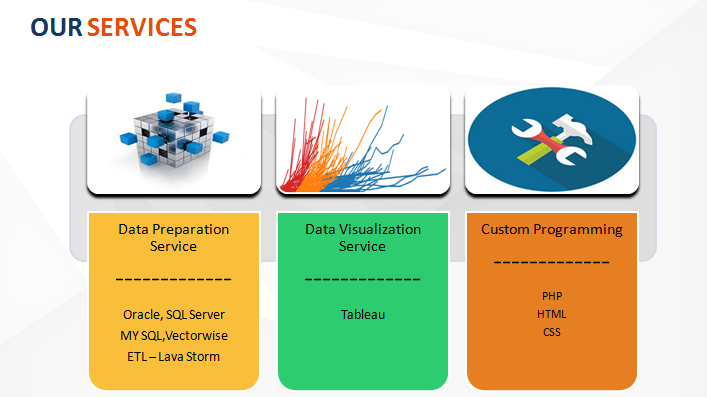 OUR SERVICES
Data Preparation
Service
_ _ _ _ _ _ _ _ _ _ _ _ _
Oracle, SQL Server
MY SQL,Vectorwise
ETL – Lava Storm
Data Visualization
Service
_ _ _ _ _ _ _ _ _ _ _ _ _
Tableau
Custom Programming
_ _ _ _ _ _ _ _ _ _ _ _ _
PHP
HTML
CSS